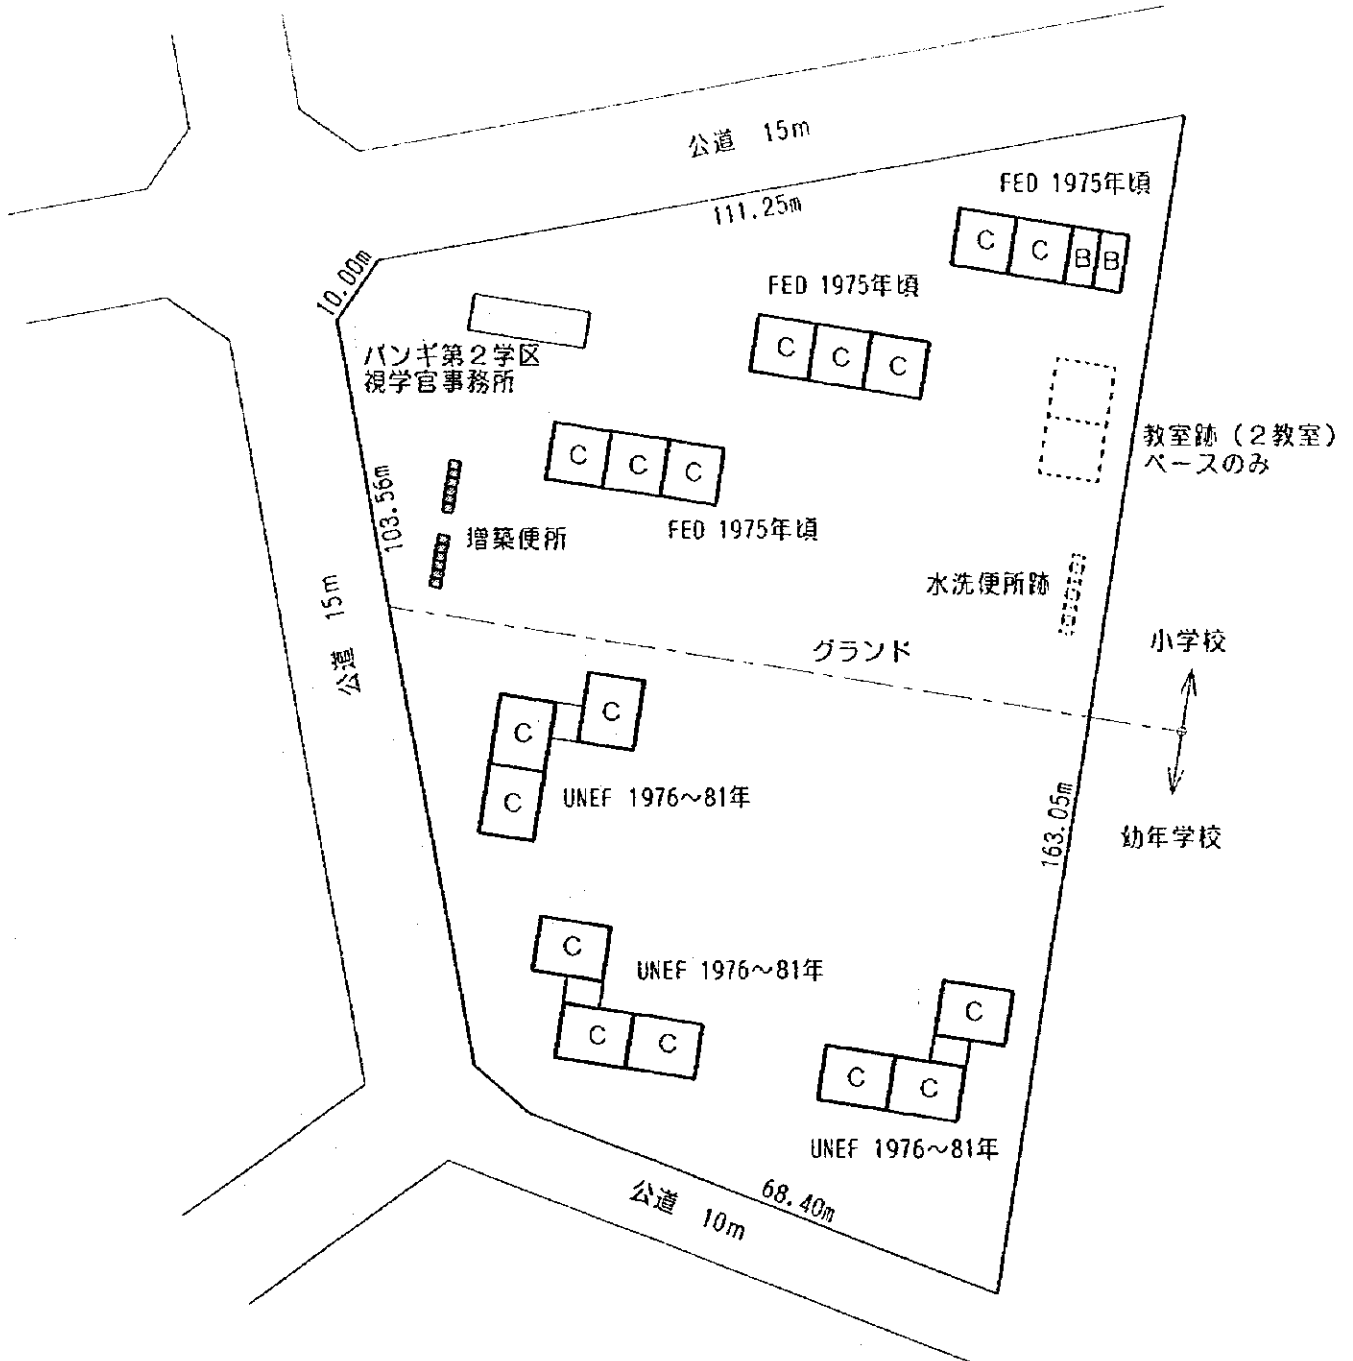 公道 15m
111.25m
FED 1975年頃
C
C
B
B
10.00m
FED 1975年頃
C
C
C
バンギ第2学区
視学官事務所
教室跡(2教室)
ベースのみ
C
C
C
FED 1975年頃
103.56m
増築便所
水洗便所跡
公道 15m
グランド
小学校
C
C
C
UNEF 1976~81年
163.05m
幼年学校
C
UNEF 1976~81年
C
C
C
C
C
UNEF 1976~81年
公道 10m
68.40m